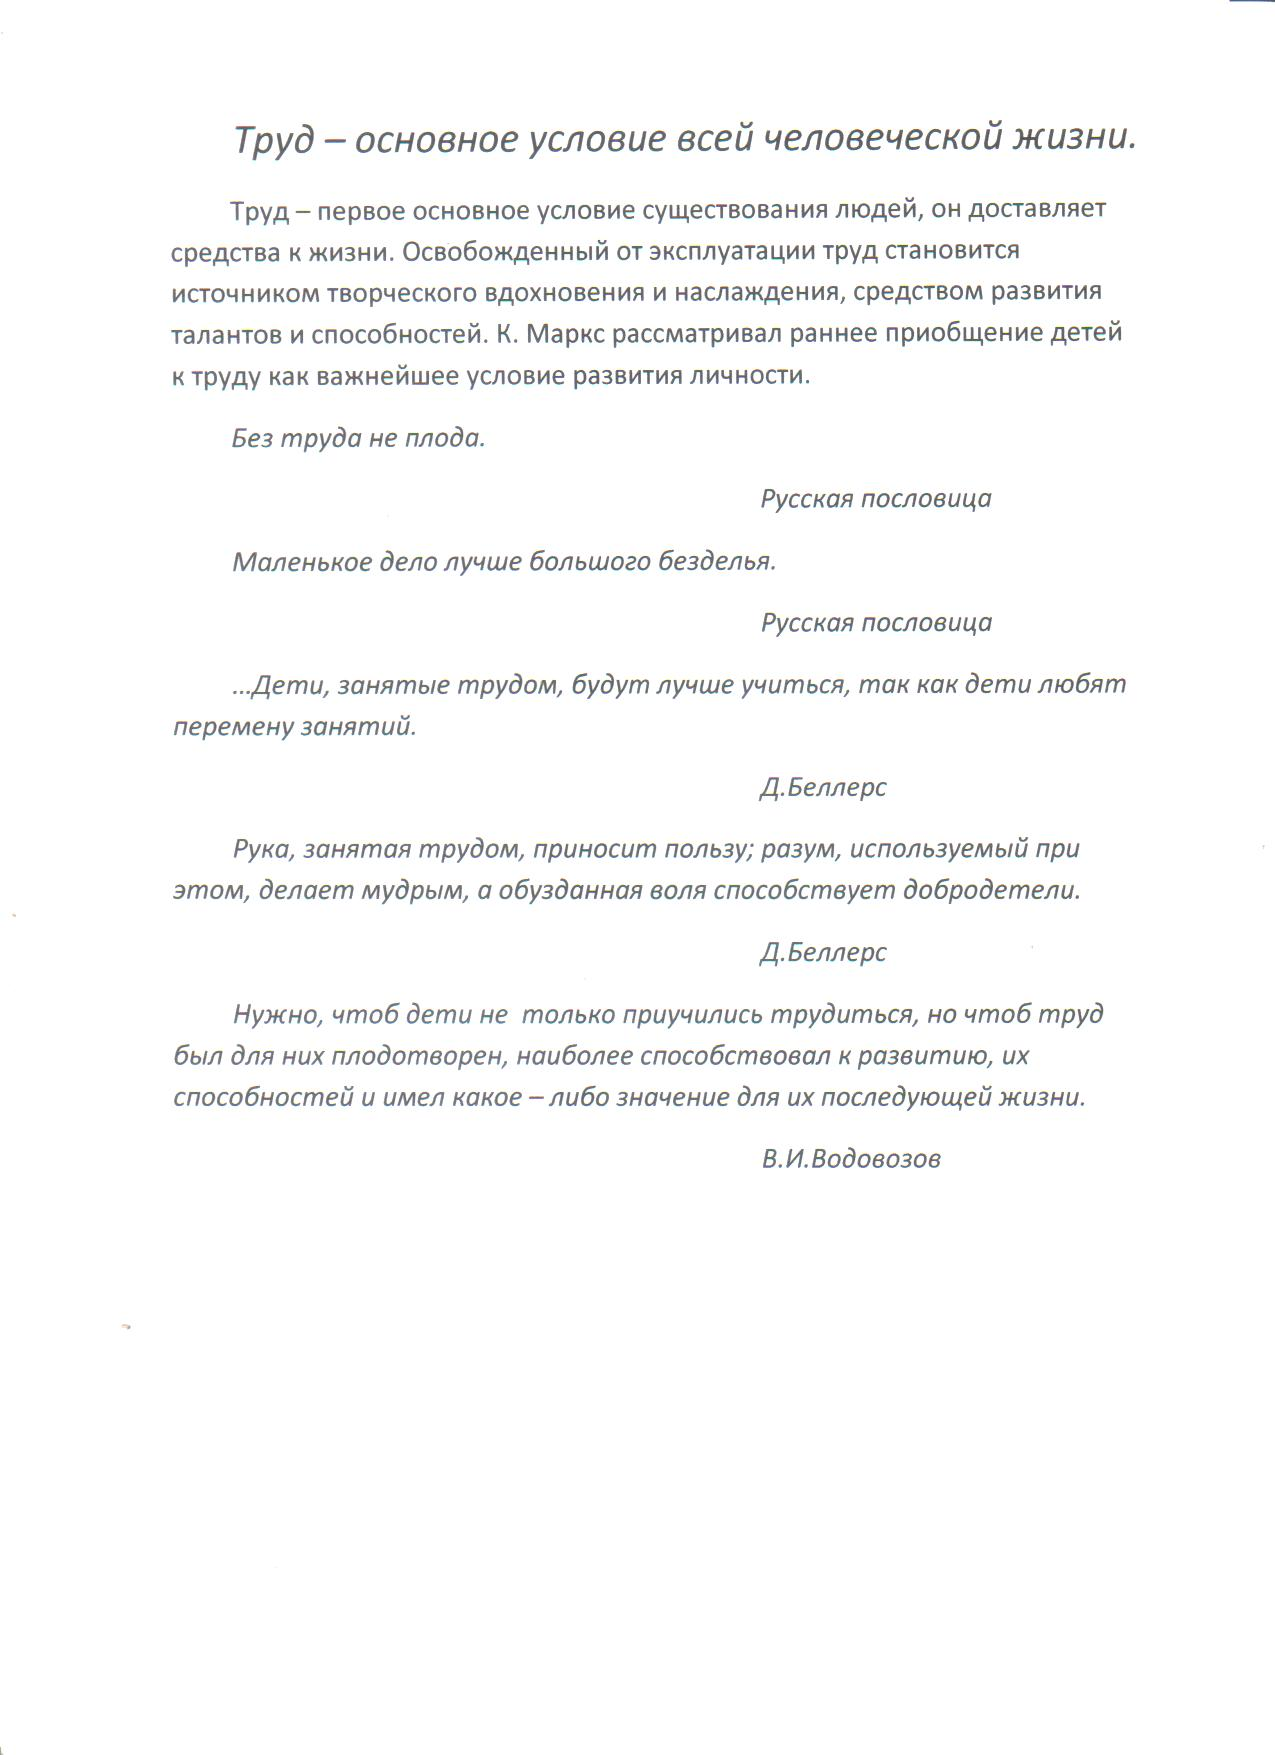 Труд – основное условие всей человеческой жизни.
Труд – первое основное условие существования людей, он доставляет
средства к жизни. Освобожденный от эксплуатации труд становится
источником творческого вдохновения и наслаждения, средством развития
талантов и способностей. К. Маркс рассматривал раннее приобщение детей
к труду как важнейшее условие развития личности.
Без труда не плода.
Русская пословица
Маленькое дело лучше большого безделья.
Русская пословица
...Дети, занятые трудом, будут лучше учиться, так как дети любят
перемену занятий.
Д.Беллерс
Рука, занятая трудом, приносит пользу; разум, используемый при
этом, делает мудрым, а обузданная воля способствует добродетели.
Д.Беллерс
Нужно, чтоб дети не  только приучились трудиться, но чтоб труд
был для них плодотворен, наиболее способствовал к развитию, их
способностей и имел какое – либо значение для их последующей жизни.
В.И.Водовозов